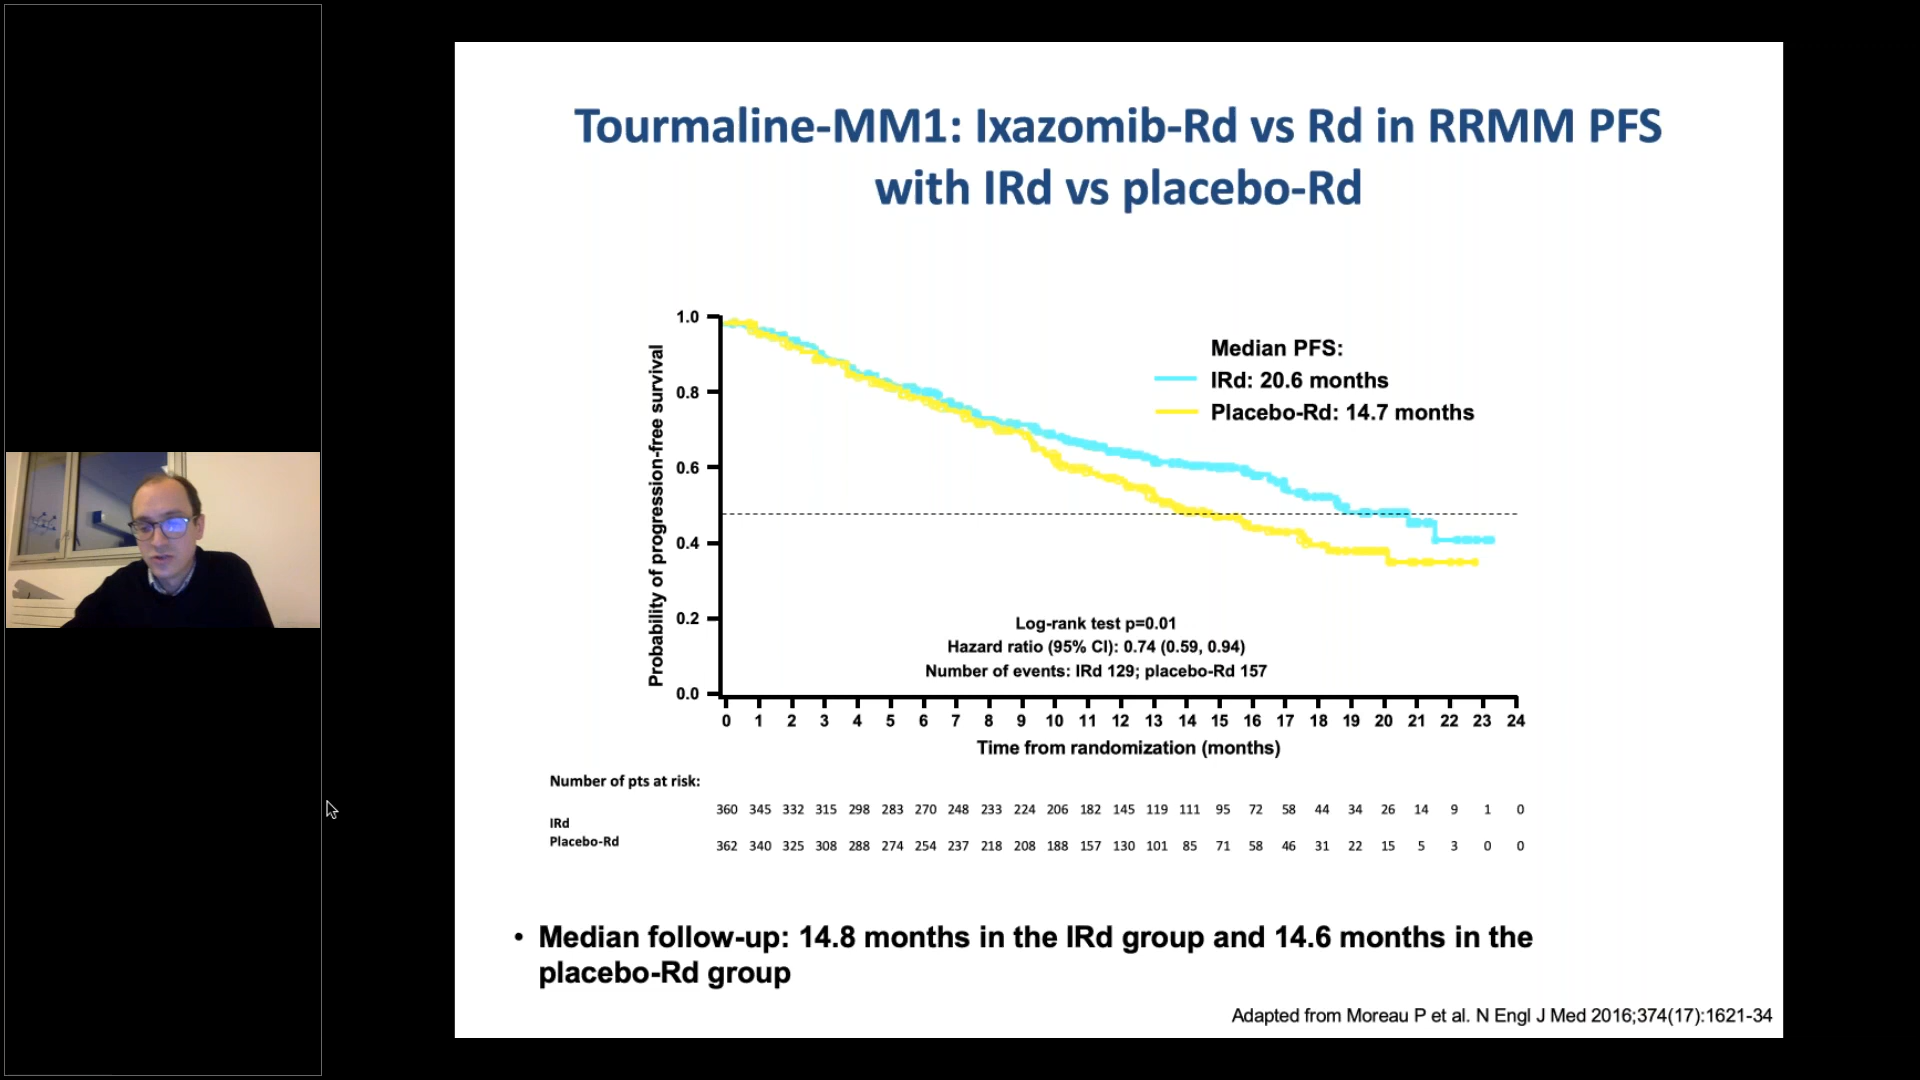 Tourmaline-MM1: Ixazomib-Rd vs Rd in RRMM PFS
with IRd vs placebo-Rd
Probability of progression-free survival
1.0
0.8
0.6
0.4
0.2
0.0
Median PFS:
IRd: 20.6 months
Placebo-Rd: 14.7 months
Log-rank test p=0.01
Hazard ratio (95% CI): 0.74 (0.59, 0.94)
Number of events: IRd 129; placebo-Rd 157
0 1 2 3 4 5 6 7 8 9 10 11 12 13 14 15 16 17 18 19 20 21 22 23 24
Time from randomization (months)
Number of pts at risk:
IRd
360 345 332 315 298 283 270 248 233 224 206 182 145 119 111 95 72 58 44 34 26 14 9 1 0
Placebo-Rd
362 340 325 308 288 274 254 237 218 208 188 157 130 101 85 71 58 46 31 22 15 5 3 0 0
• Median follow-up: 14.8 months in the IRd group and 14.6 months in the
placebo-Rd group
Adapted from Moreau P et al. N Engl J Med 2016;374(17):1621-34